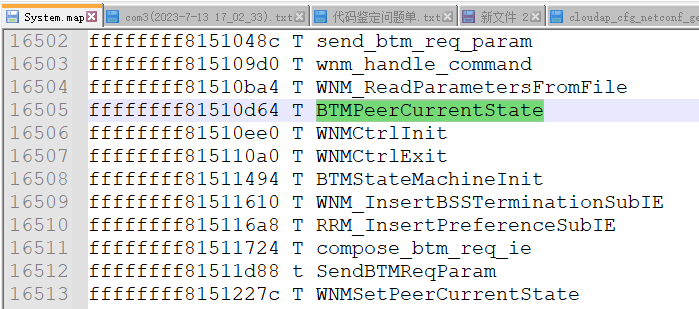 System.map com3(2023-7-13 17_02_33).txt 代码鉴定问题单.txt 新文件 2 cloudap_cfg_netconf_ge
16502 ffffffff8151048c T send_btm_req_param
16503 ffffffff815109d0 T wnm_handle_command
16504 ffffffff81510ba4 T WNM_ReadParametersFromFile
16505 ffffffff81510d64 T BTMPeerCurrentState
16506 ffffffff81510ee0 T WNMCtrlInit
16507 ffffffff815110a0 T WNMCtrlExit
16508 ffffffff81511494 T BTMStateMachineInit
16509 ffffffff81511610 T WNM_InsertBSSTerminationSubIE
16510 ffffffff815116a8 T RRM_InsertPreferenceSubIE
16511 ffffffff81511724 T compose_btm_req_ie
16512 ffffffff81511d88 t SendBTMReqParam
16513 ffffffff8151227c T WNMSetPeerCurrentState